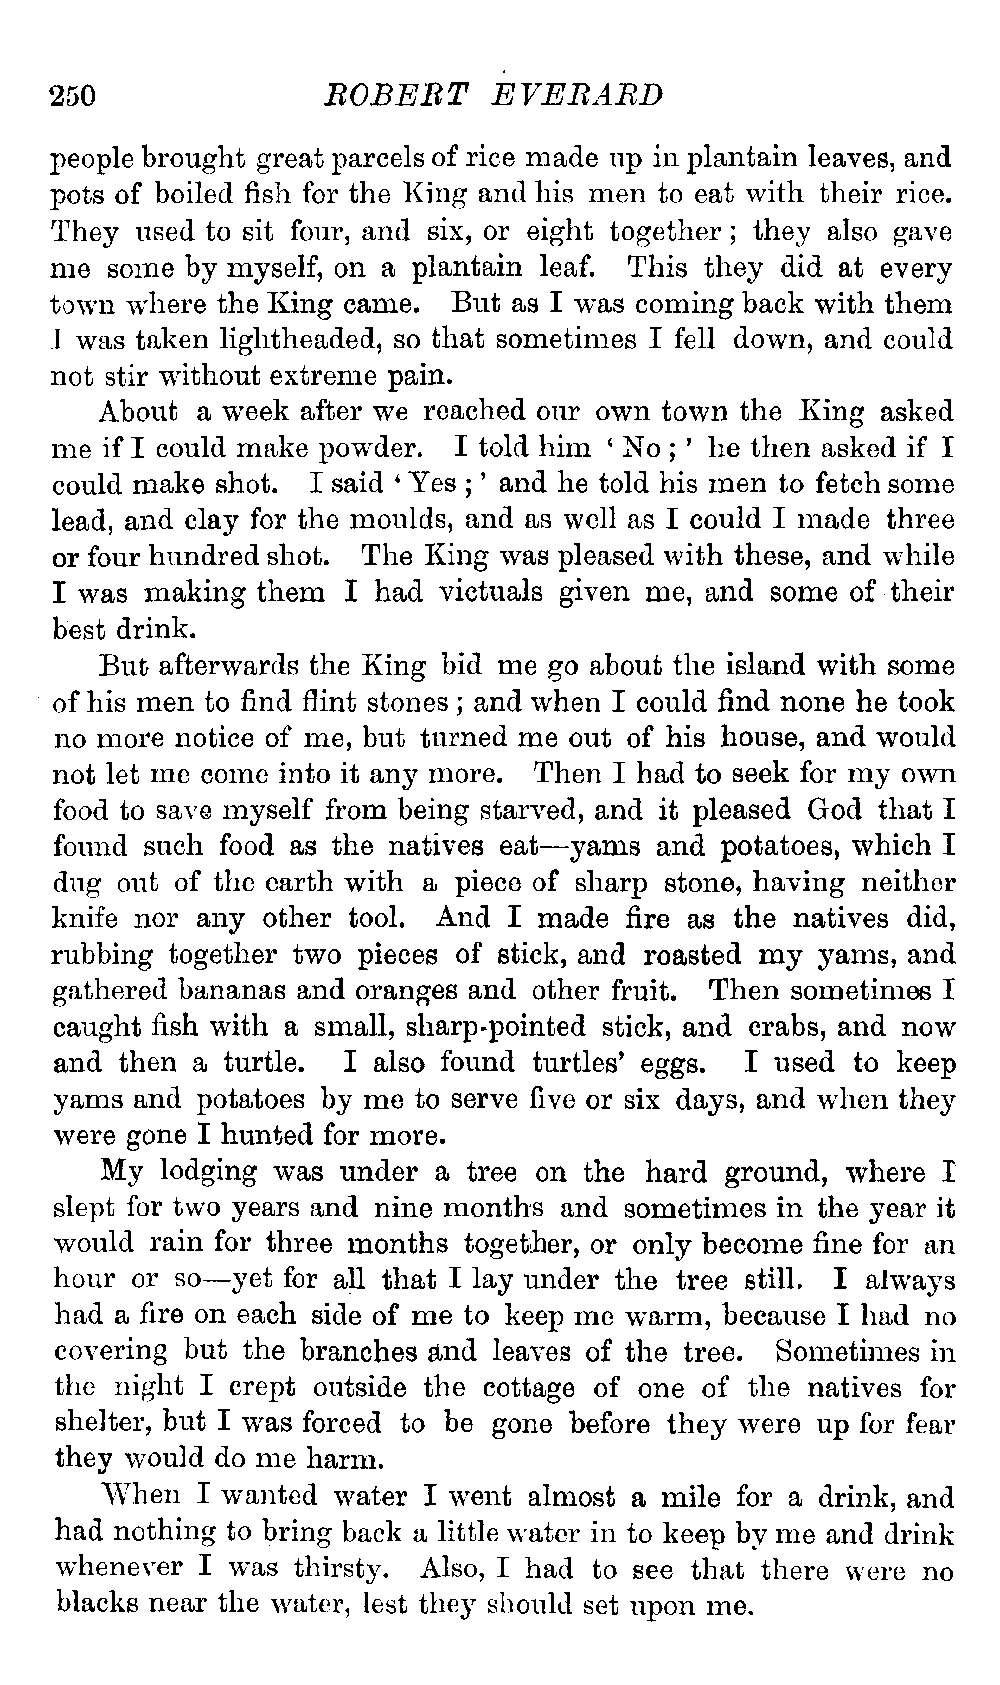 250 ROBERT EVERARD
people brought great parcels of rice made up in plantain leaves, and
pots of boiled fish for the King and his men to eat with their rice.
They used to sit four, and six, or eight together ; they also gave
me some by myself, on a plantain leaf. This they did at every
town where the King came. But as I was coming back with them
I was taken lightheaded, so that sometimes I fell down, and could
not stir without extreme pain.
About a week after we reached our own town the King asked
me if I could make powder. I told him ‘ No ; ’ he then asked if I
could make shot. I said ‘ Yes ; ’ and he told his men to fetch some
lead, and clay for the moulds, and as well as I could I made three
or four hundred shot. The King was pleased with these, and while
I was making them I had victuals given me, and some of their
best drink.
But afterwards the King bid me go about the island with some
of his men to find flint stones ; and when I could find none he took
no more notice of me, but turned me out of his house, and would
not let me come into it any more. Then I had to seek for my own
food to save myself from being starved, and it pleased God that I
found such food as the natives eat—yams and potatoes, which I
dug out of the earth with a piece of sharp stone, having neither
knife nor any other tool. And I made fire as the natives did,
rubbing together two pieces of stick, and roasted my yams, and
gathered bananas and oranges and other fruit. Then sometimes I
caught fish with a small, sharp-pointed stick, and crabs, and now
and then a turtle. I also found turtles’ eggs. I used to keep
yams and potatoes by me to serve five or six days, and when they
were gone I hunted for more.
My lodging was under a tree on the hard ground, where I
slept for two years and nine months and sometimes in the year it
would rain for three months together, or only become fine for an
hour or so—yet for all that I lay under the tree still. I always
had a fire on each side of me to keep me warm, because I had no
covering but the branches and leaves of the tree. Sometimes in
the night I crept outside the cottage of one of the natives for
shelter, but I was forced to be gone before they were up for fear
they would do me harm.
When I wanted water I went almost a mile for a drink, and
had nothing to bring back a little water in to keep by me and drink
whenever I was thirsty. Also, I had to see that there were no
blacks near the water, lest they should set upon me.